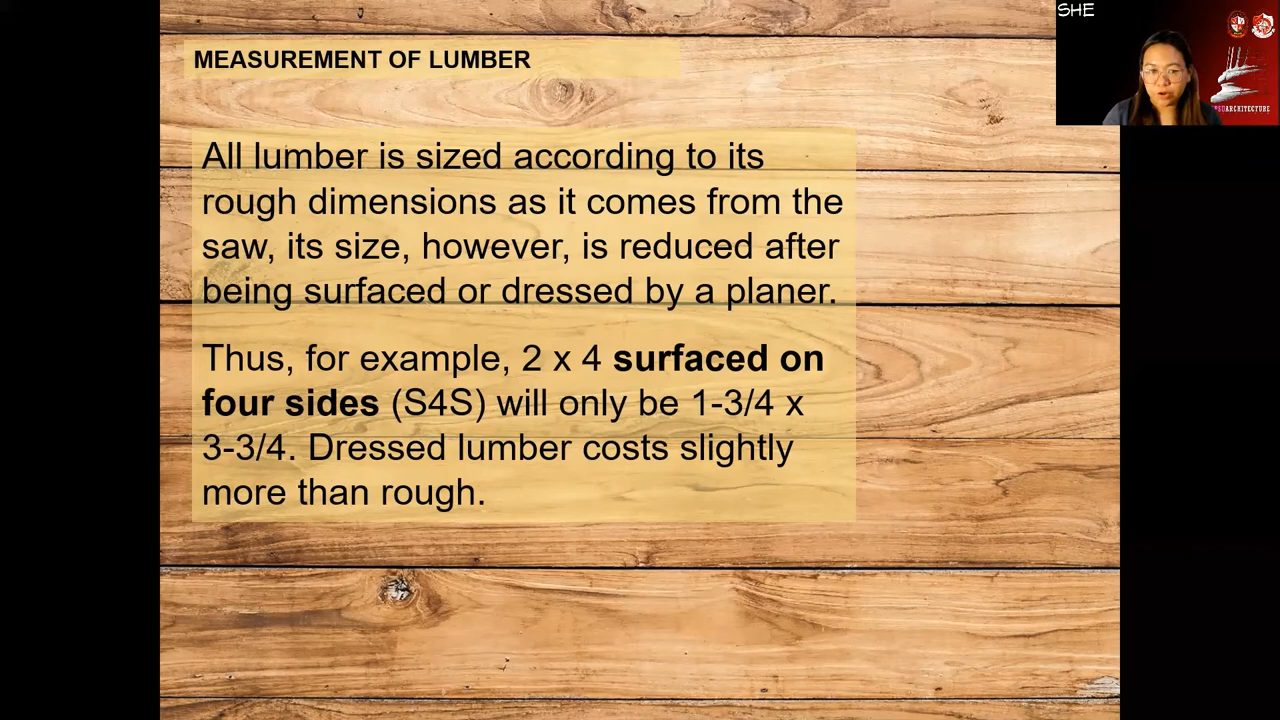 SHE
MEASUREMENT OF LUMBER
All lumber is sized according to its
rough dimensions as it comes from the
saw, its size, however, is reduced after
being surfaced or dressed by a planer.
Thus, for example, 2 x 4 surfaced on
four sides (S4S) will only be 1-3/4 x
3-3/4. Dressed lumber costs slightly
more than rough.